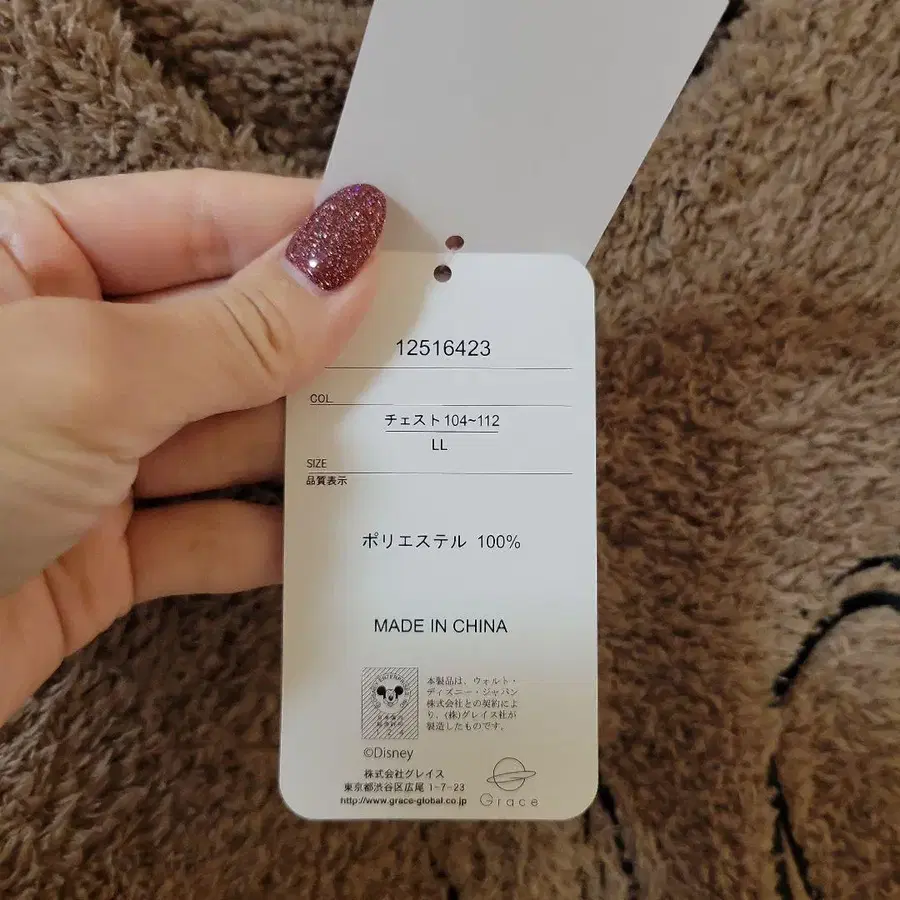 12516423
COL.
チェスト 104~112
LL
SIZE
品質表示
ポリエステル 100%
MADE IN CHINA
本製品は、ウォルト・
ディズニー・ジャパン
株式会社との契約によ
り、(株)グレイス社が
製造したものです。
©Disney
株式会社グレイス
東京都渋谷区広尾 1-7-23
http://www.grace-global.co.jp
Grace